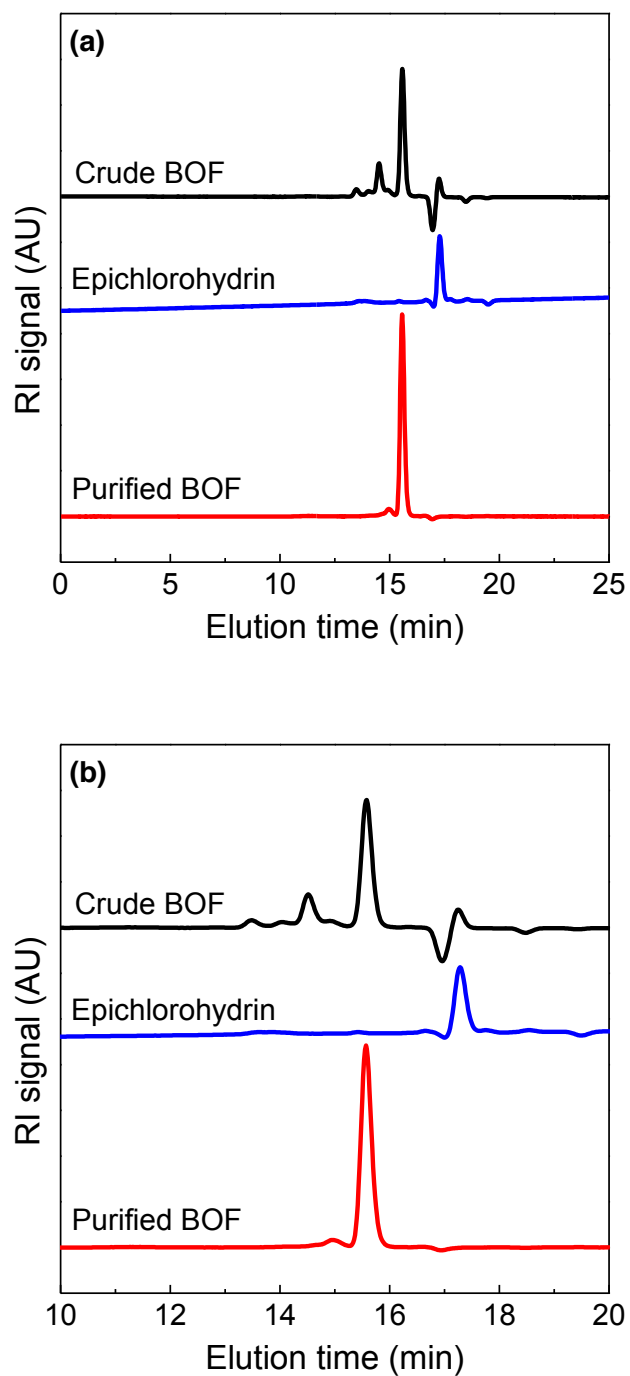 (a)
Crude BOF
Epichlorohydrin
Purified BOF
RI signal (AU)
0 5 10 15 20 25
Elution time (min)
(b)
Crude BOF
Epichlorohydrin
Purified BOF
RI signal (AU)
10 12 14 16 18 20
Elution time (min)